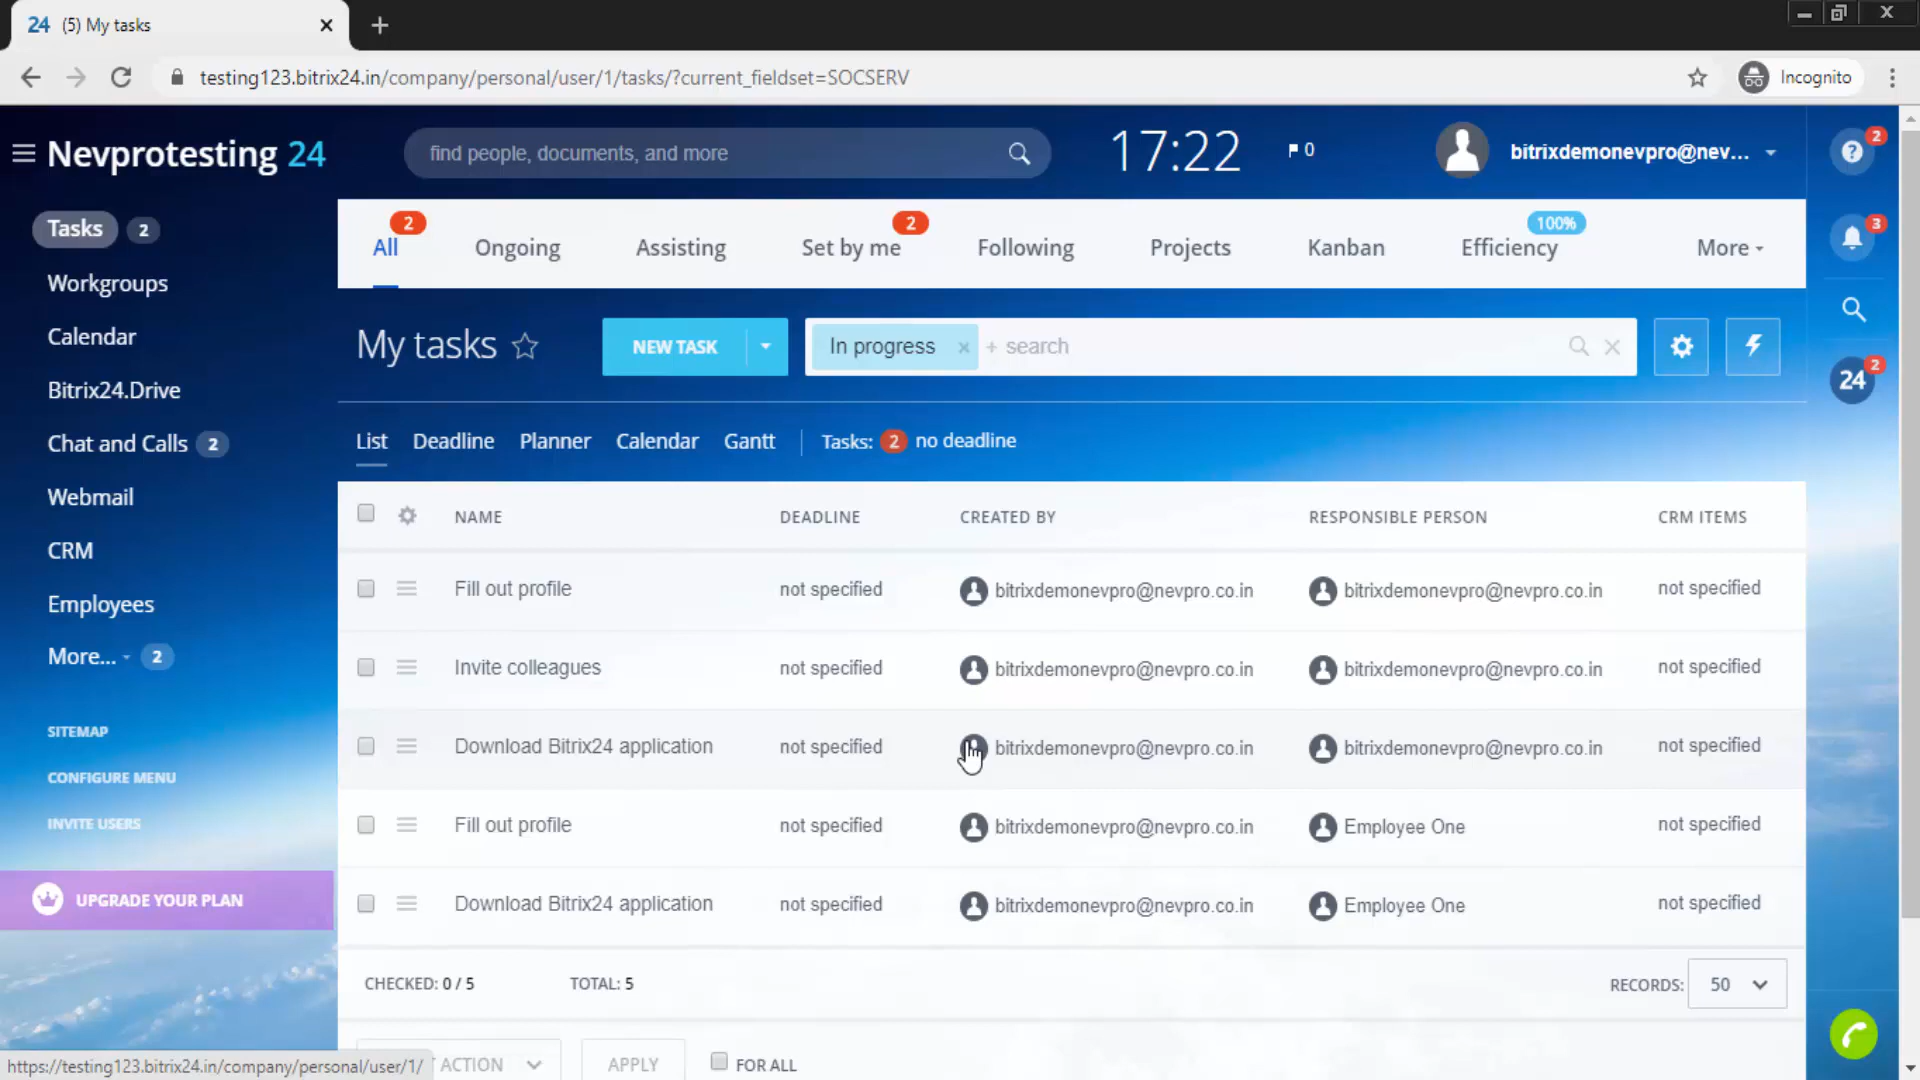 24 (5) My tasks
testing123.bitrix24.in/company/personal/user/1/tasks/?current_fieldset=SOCSERV
Incognito
Nevprotesting 24
find people, documents, and more
17:22
0
bitrixdemonevpro@nev...
2
Tasks 2
Workgroups
Calendar
Bitrix24.Drive
Chat and Calls 2
Webmail
CRM
Employees
More... 2
SITEMAP
CONFIGURE MENU
INVITE USERS
UPGRADE YOUR PLAN
2 2 100%
All Ongoing Assisting Set by me Following Projects Kanban Efficiency More
3
My tasks NEW TASK In progress × + search
24 2
List Deadline Planner Calendar Gantt Tasks: 2 no deadline
NAME DEADLINE CREATED BY RESPONSIBLE PERSON CRM ITEMS
Fill out profile not specified bitrixdemonevpro@nevpro.co.in bitrixdemonevpro@nevpro.co.in not specified
Invite colleagues not specified bitrixdemonevpro@nevpro.co.in bitrixdemonevpro@nevpro.co.in not specified
Download Bitrix24 application not specified bitrixdemonevpro@nevpro.co.in bitrixdemonevpro@nevpro.co.in not specified
Fill out profile not specified bitrixdemonevpro@nevpro.co.in Employee One not specified
Download Bitrix24 application not specified bitrixdemonevpro@nevpro.co.in Employee One not specified
CHECKED: 0 / 5 TOTAL: 5 RECORDS: 50
ACTION APPLY FOR ALL
https://testing123.bitrix24.in/company/personal/user/1/